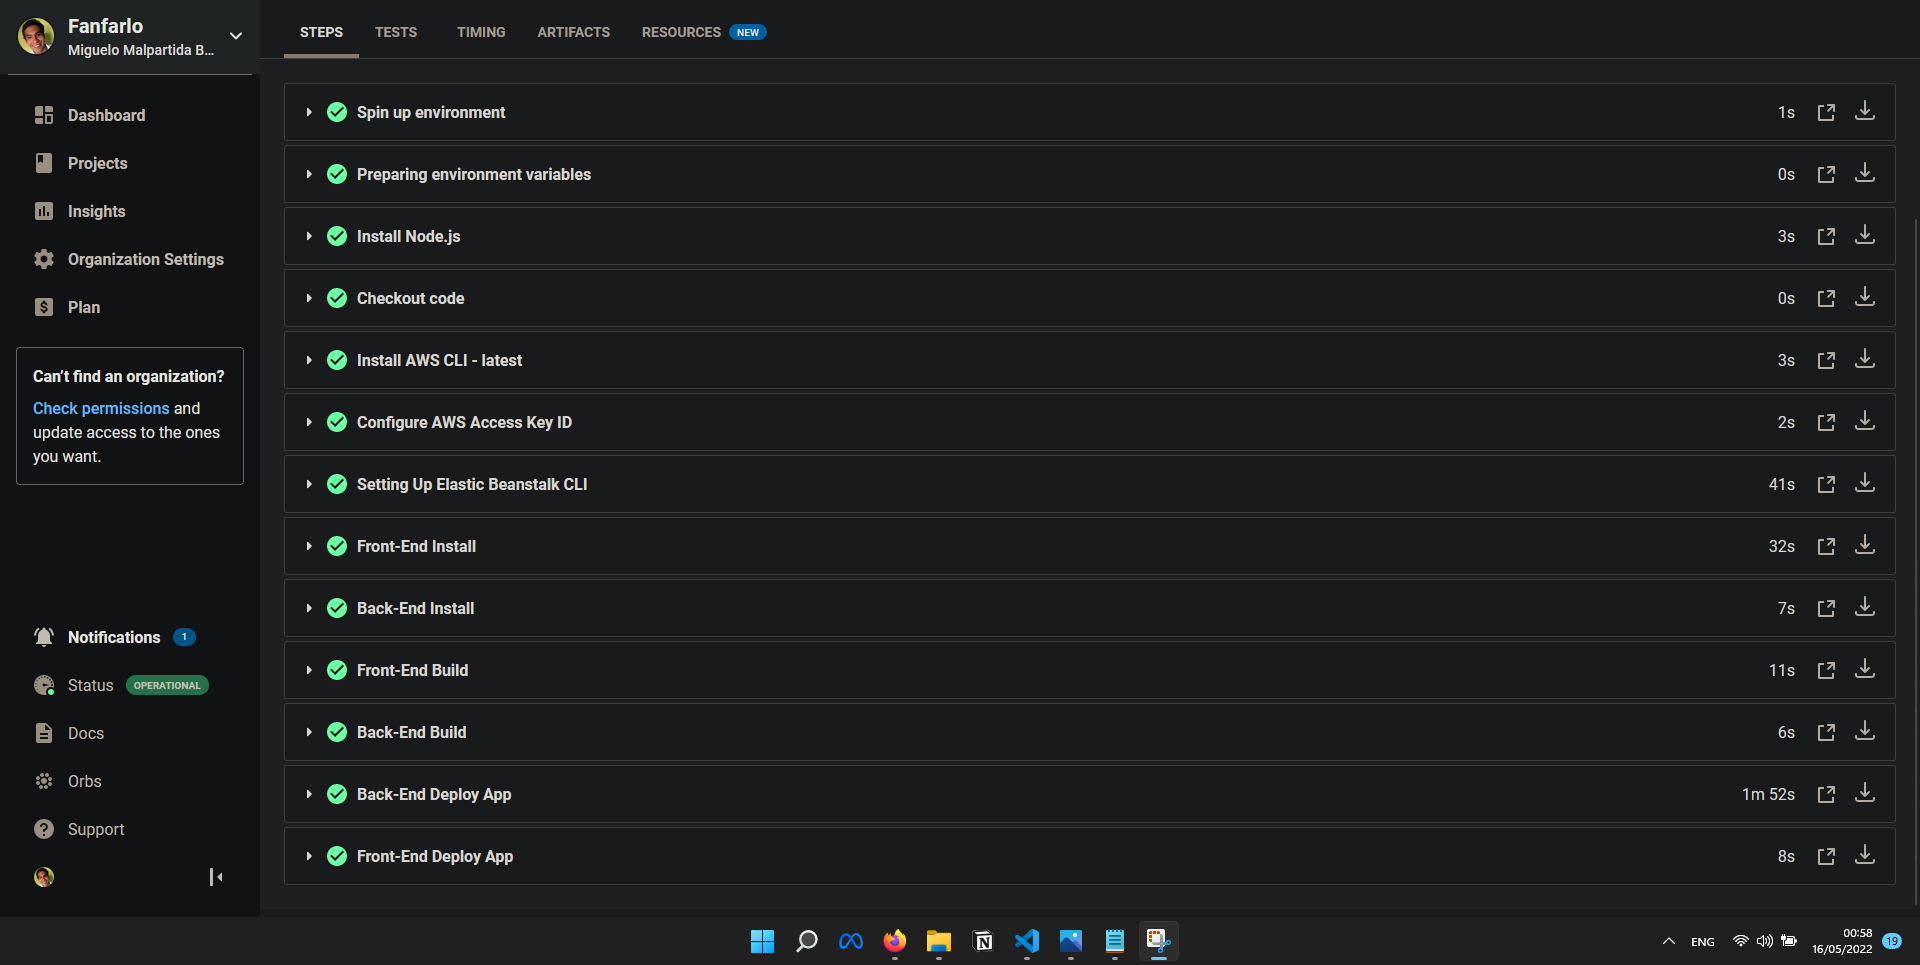 Fanfarlo
Miguelo Malpartida B...
Dashboard
Projects
Insights
Organization Settings
Plan
Can't find an organization?
Check permissions and
update access to the ones
you want.
Notifications 1
Status OPERATIONAL
Docs
Orbs
Support
STEPS TESTS TIMING ARTIFACTS RESOURCES NEW
Spin up environment 1s
Preparing environment variables 0s
Install Node.js 3s
Checkout code 0s
Install AWS CLI - latest 3s
Configure AWS Access Key ID 2s
Setting Up Elastic Beanstalk CLI 41s
Front-End Install 32s
Back-End Install 7s
Front-End Build 11s
Back-End Build 6s
Back-End Deploy App 1m 52s
Front-End Deploy App 8s
ENG
00:58
16/05/2022
19